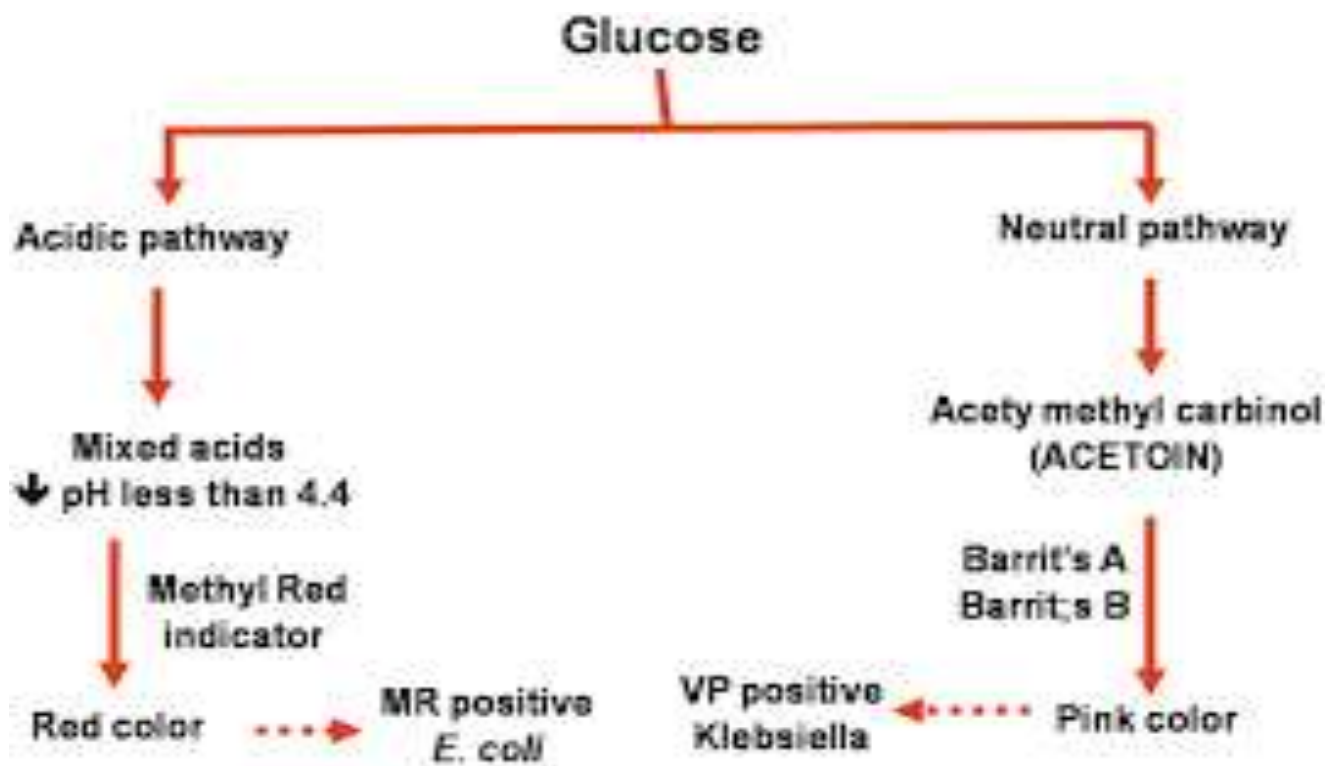 Glucose
Acidic pathway
Neutral pathway
Mixed acids
↓ pH less than 4.4
Acety methyl carbinol
(ACETOIN)
Methyl Red
indicator
Barrit's A
Barrit;s B
Red color
MR positive
E. coli
VP positive
Klebsiella
Pink color